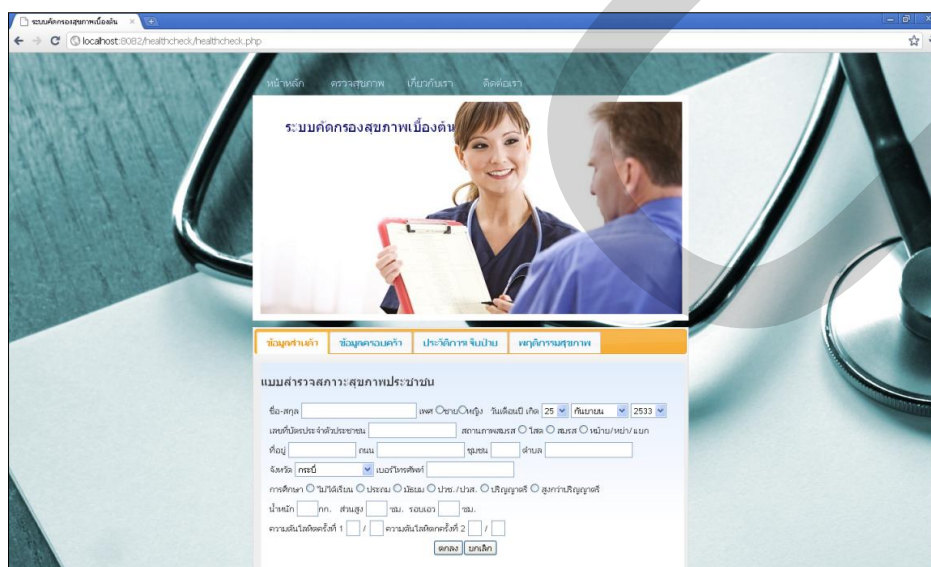 ระบบคัดกรองสุขภาพเบื้องต้น
localhost:8082/healthcheck/healthcheck.php
หน้าหลัก ตรวจสุขภาพ เกี่ยวกับเรา ติดต่อเรา
ระบบคัดกรองสุขภาพเบื้องต้น
ข้อมูลส่วนตัว ข้อมูลครอบครัว ประวัติการเจ็บป่วย พฤติกรรมสุขภาพ
แบบสำรวจสภาวะสุขภาพประชาชน
ชื่อ-สกุล เพศ ชาย หญิง วันเดือนปี เกิด 25 กันยายน 2533
เลขที่บัตรประจำตัวประชาชน สถานภาพสมรส โสด สมรส หม้าย/หย่า/แยก
ที่อยู่ ถนน ชุมชน ตำบล
จังหวัด กระบี่ เบอร์โทรศัพท์
การศึกษา ไม่ได้เรียน ประถม มัธยม ปวช./ปวส. ปริญญาตรี สูงกว่าปริญญาตรี
น้ำหนัก กก. ส่วนสูง ซม. รอบเอว ซม.
ความดันโลหิตครั้งที่ 1 / ความดันโลหิตครั้งที่ 2 /
ตกลง ยกเลิก